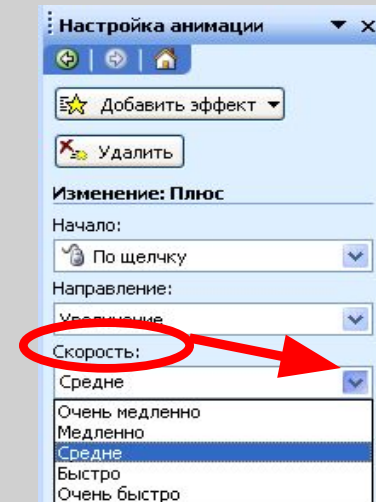 Настройка анимации
Добавить эффект
Удалить
Изменение: Плюс
Начало:
По щелчку
Направление:
Увеличение
Скорость:
Средне
Очень медленно
Медленно
Средне
Быстро
Очень быстро